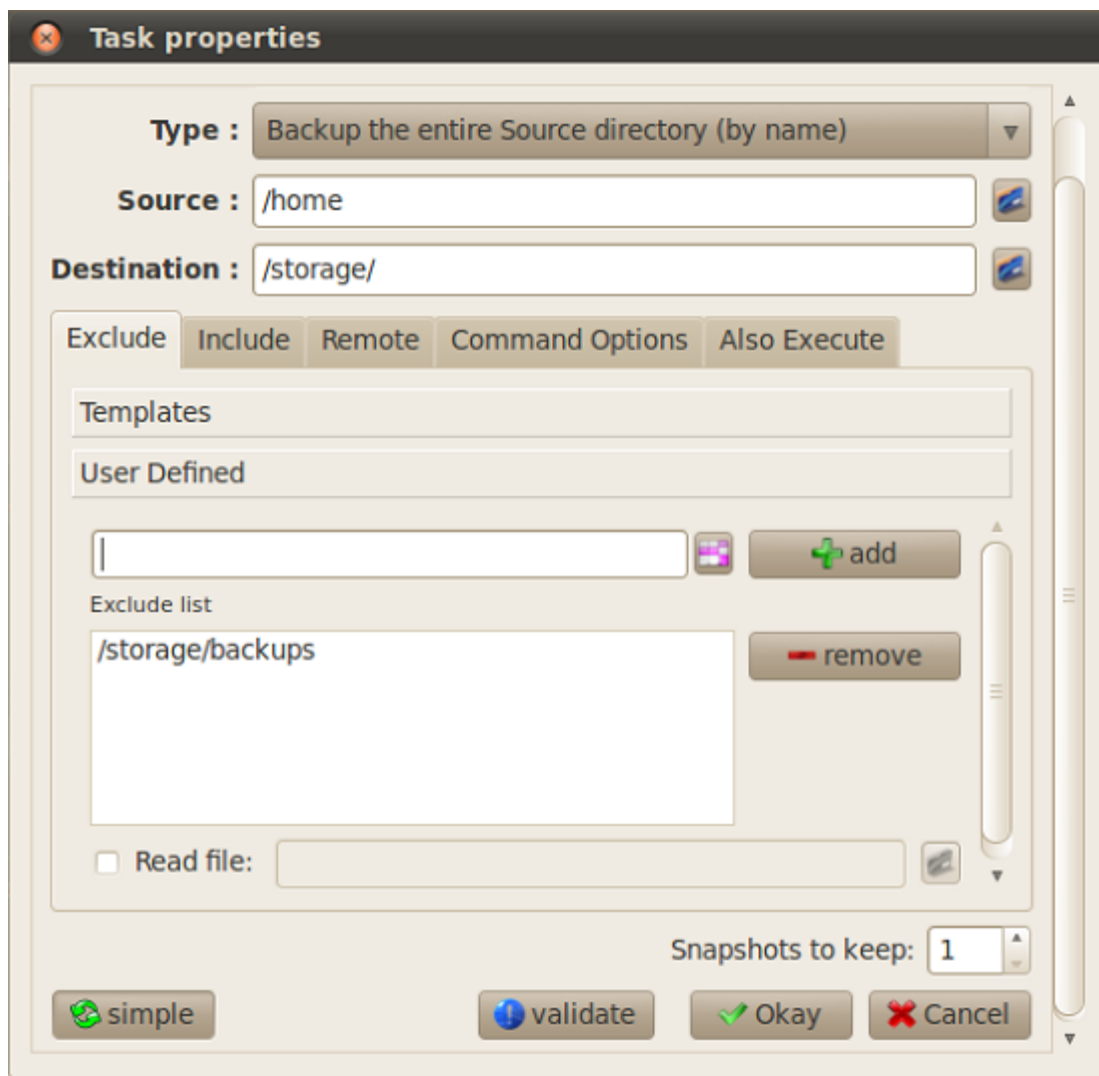 Task properties
Type : Backup the entire Source directory (by name)
Source : /home
Destination : /storage/
Exclude Include Remote Command Options Also Execute
Templates
User Defined
add
Exclude list
/storage/backups
remove
Read file:
Snapshots to keep: 1
simple validate Okay Cancel